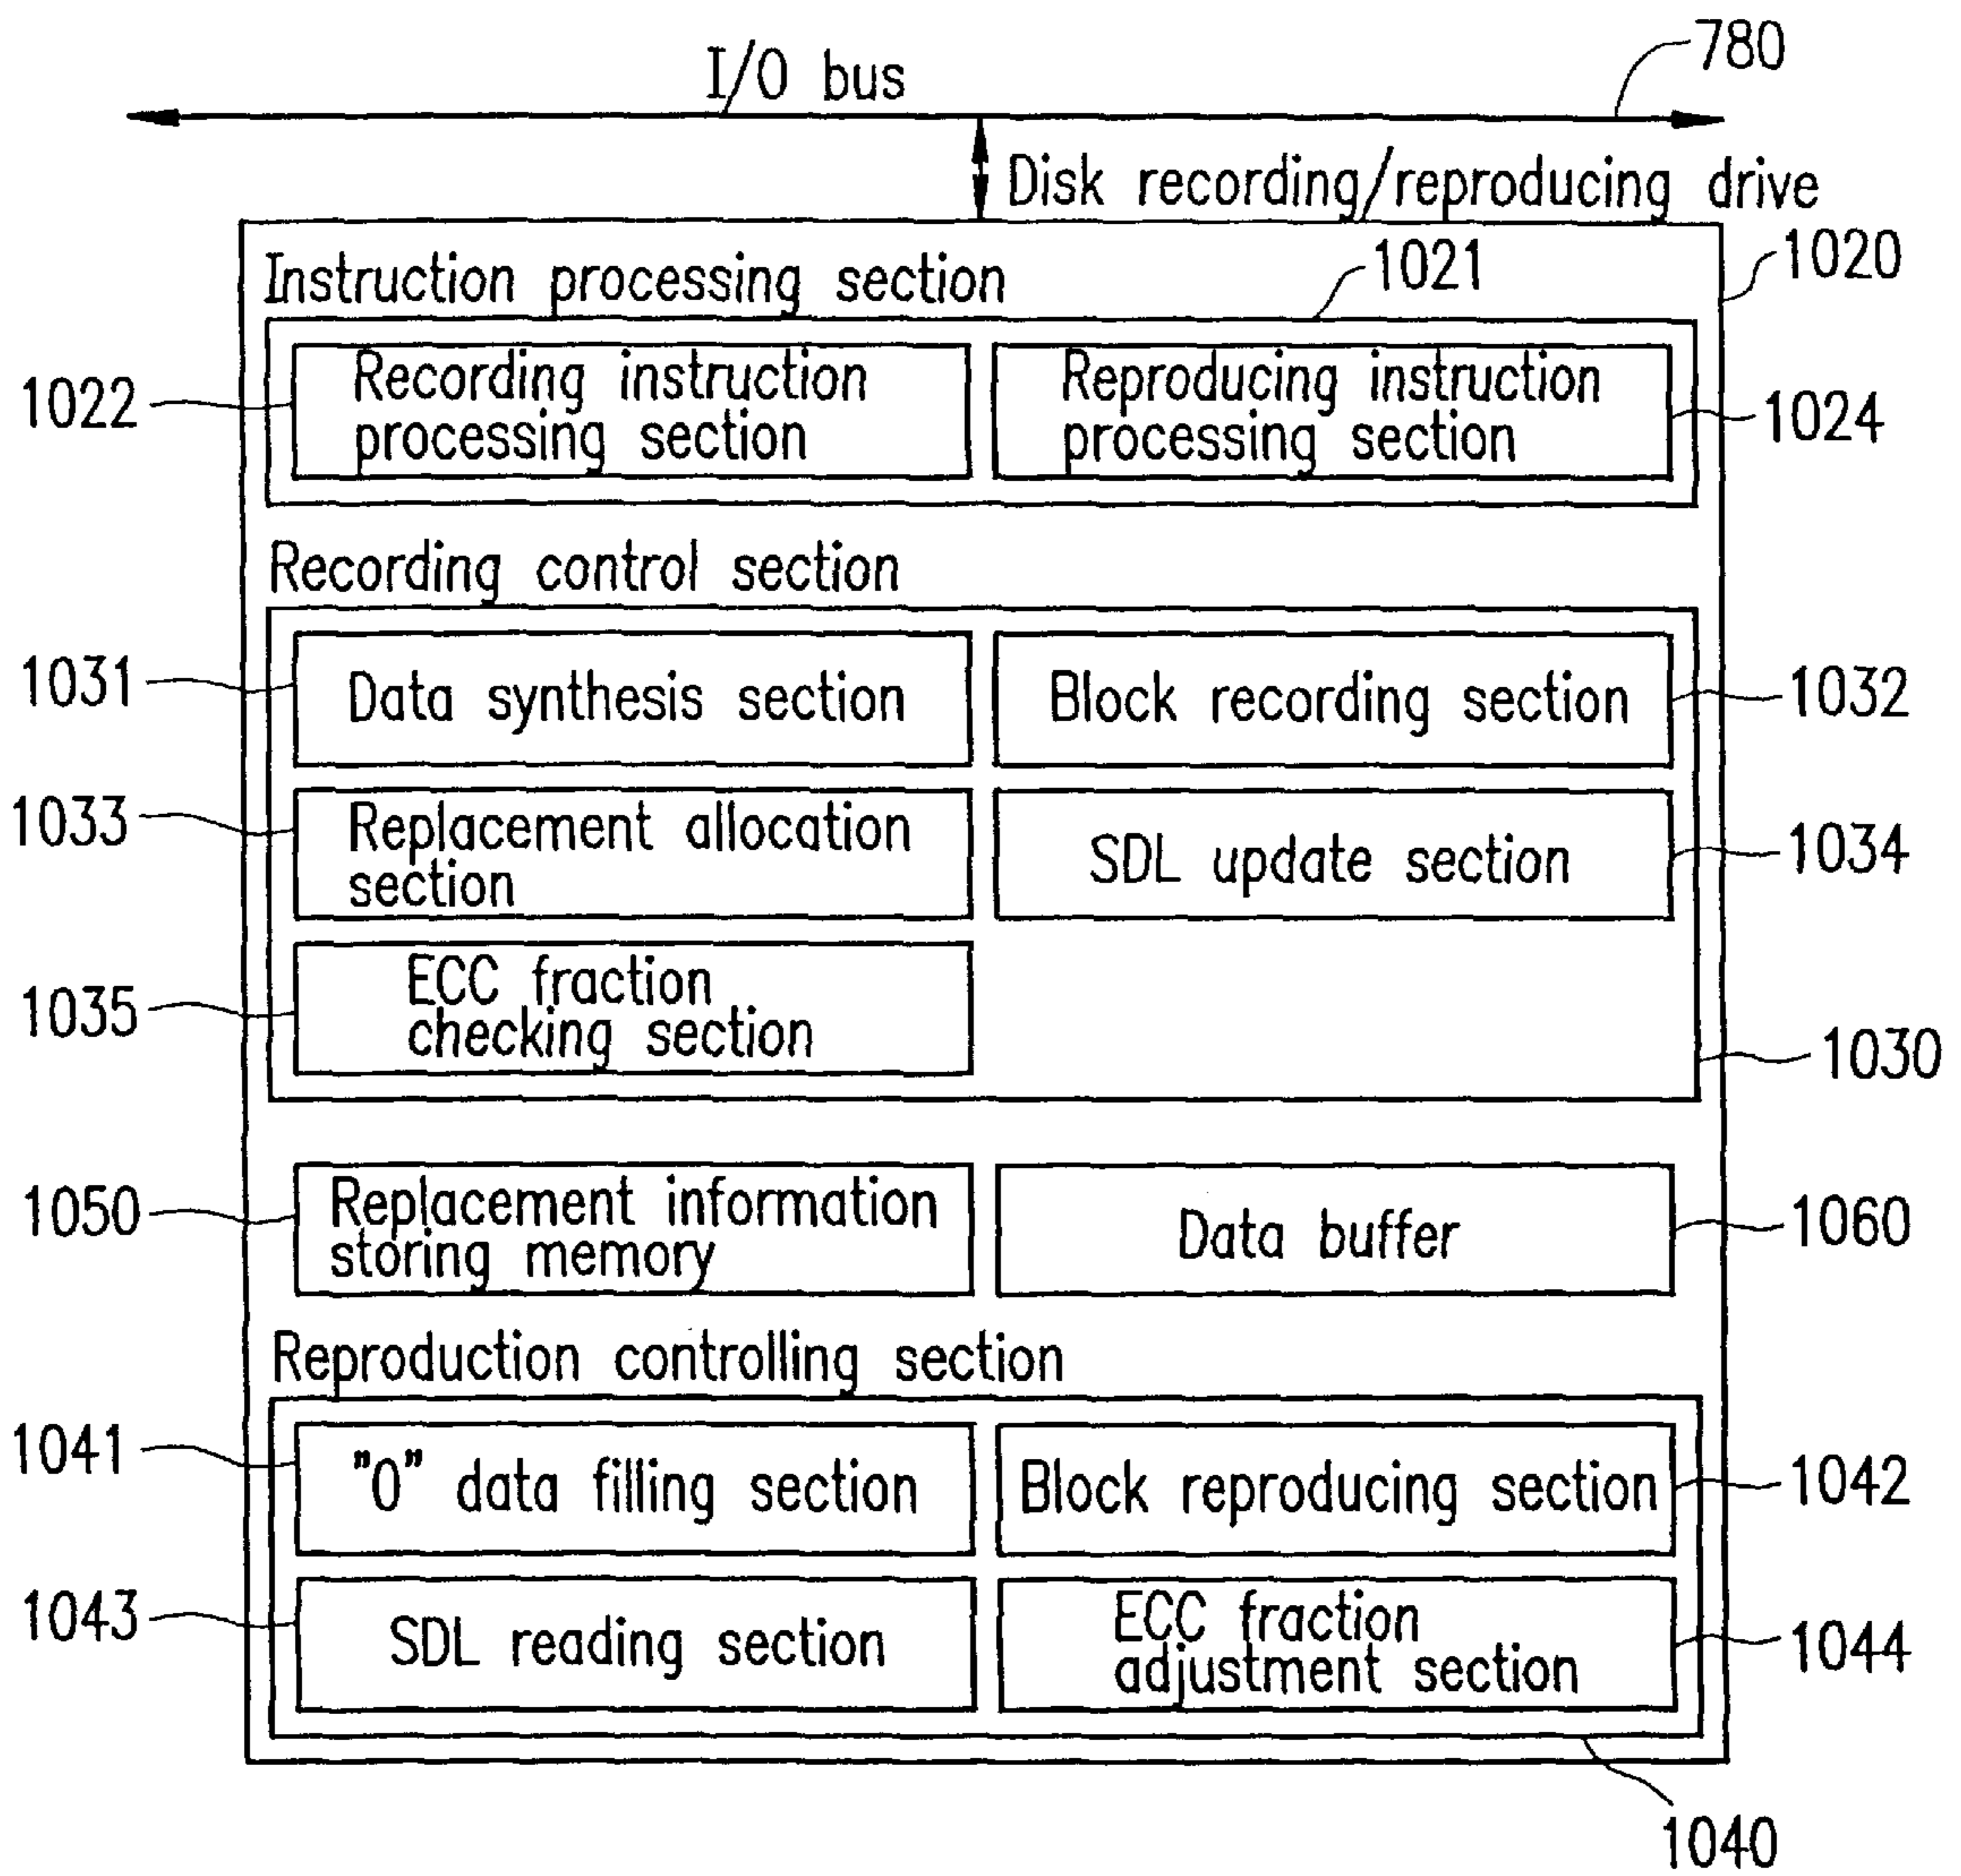 780
I/O bus
Disk recording/reproducing drive
1020
Instruction processing section
1021
1022
Recording instruction
processing section
Reproducing instruction
processing section
1024
Recording control section
1031
Data synthesis section
Block recording section
1032
1033
Replacement allocation
section
SDL update section
1034
1035
ECC fraction
checking section
1030
1050
Replacement information
storing memory
Data buffer
1060
Reproduction controlling section
1041
"0" data filling section
Block reproducing section
1042
1043
SDL reading section
ECC fraction
adjustment section
1044
1040